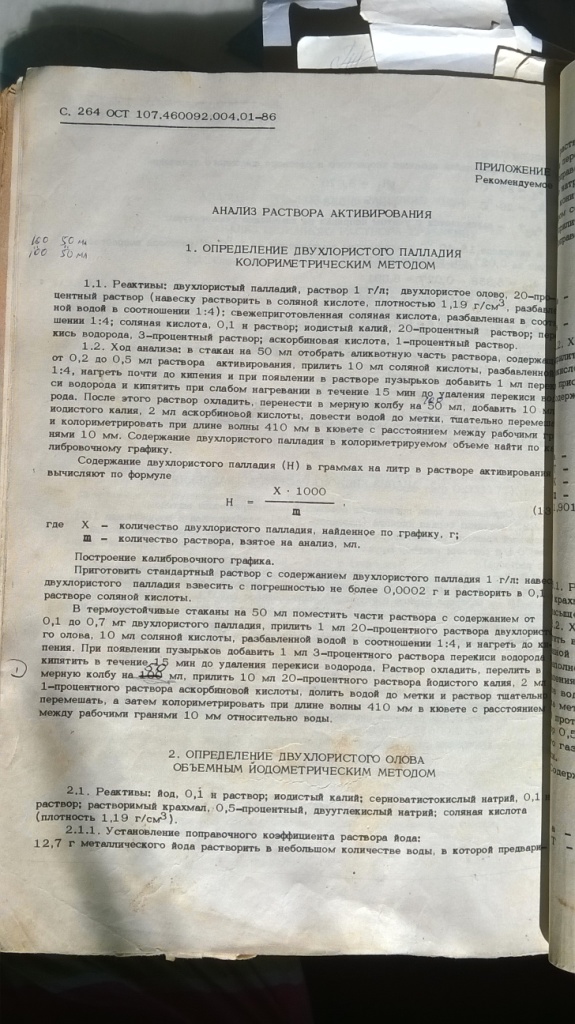 С. 264 ОСТ 107.460092.004.01-86
ПРИЛОЖЕНИЕ
Рекомендуемое
АНАЛИЗ РАСТВОРА АКТИВИРОВАНИЯ
100 50 мл
100 50 мл
1. ОПРЕДЕЛЕНИЕ ДВУХЛОРИСТОГО ПАЛЛАДИЯ
КОЛОРИМЕТРИЧЕСКИМ МЕТОДОМ
1.1. Реактивы: двухлористый палладий, раствор 1 г/л; двухлористое олово, 20-про-
центный раствор (навеску растворить в соляной кислоте, плотностью 1,19 г/см³, разбавл
ной водой в соотношении 1:4); свежеприготовленная соляная кислота, разбавленная в соот
шении 1:4; соляная кислота, 0,1 н раствор; иодистый калий, 20-процентный раствор; пер
кись водорода, 3-процентный раствор; аскорбиновая кислота, 1-процентный раствор.
1.2. Ход анализа: в стакан на 50 мл отобрать аликвотную часть раствора, содержа
от 0,2 до 0,5 мл раствора активирования, прилить 10 мл соляной кислоты, разбавленной
1:4, нагреть почти до кипения и при появлении в растворе пузырьков добавить 1 мл перек
си водорода и кипятить при слабом нагревании в течение 15 мин до удаления перекиси во
рода. После этого раствор охладить, перенести в мерную колбу на 50 мл, добавить 10 мл
иодистого калия, 2 мл аскорбиновой кислоты, довести водой до метки, тщательно перемеша
и колориметрировать при длине волны 410 мм в кювете с расстоянием между рабочими гр
нями 10 мм. Содержание двухлористого палладия в колориметрируемом объеме найти по ка
либровочному графику.
Содержание двухлористого палладия (Н) в граммах на литр в растворе активирования
вычисляют по формуле
Н = X · 1000 / m ,
(1
где X – количество двухлористого палладия, найденное по графику, г;
m – количество раствора, взятое на анализ, мл.
Построение калибровочного графика.
Приготовить стандартный раствор с содержанием двухлористого палладия 1 г/л: навес
двухлористого палладия взвесить с погрешностью не более 0,0002 г и растворить в 0,1
растворе соляной кислоты.
В термоустойчивые стаканы на 50 мл поместить части раствора с содержанием от
0,1 до 0,7 мг двухлористого палладия, прилить 1 мл 20-процентного раствора двухлорист
го олова, 10 мл соляной кислоты, разбавленной водой в соотношении 1:4, и нагреть до ки
пения. При появлении пузырьков добавить 1 мл 3-процентного раствора перекиси водорода
кипятить в течение 15 мин до удаления перекиси водорода. Раствор охладить, перелить в
50
мерную колбу на 100 мл, прилить 10 мл 20-процентного раствора йодистого калия, 2 мл
1-процентного раствора аскорбиновой кислоты, долить водой до метки и раствор тщательно
перемешать, а затем колориметрировать при длине волны 410 мм в кювете с расстоянием
между рабочими гранями 10 мм относительно воды.
2. ОПРЕДЕЛЕНИЕ ДВУХЛОРИСТОГО ОЛОВА
ОБЪЕМНЫМ ЙОДОМЕТРИЧЕСКИМ МЕТОДОМ
2.1. Реактивы: йод, 0,1 н раствор; иодистый калий; серноватистокислый натрий, 0,1 н
раствор; растворимый крахмал, 0,5-процентный, двууглекислый натрий; соляная кислота
(плотность 1,19 г/см³).
2.1.1. Установление поправочного коэффициента раствора йода:
12,7 г металлического йода растворить в небольшом количестве воды, в которой предвари-